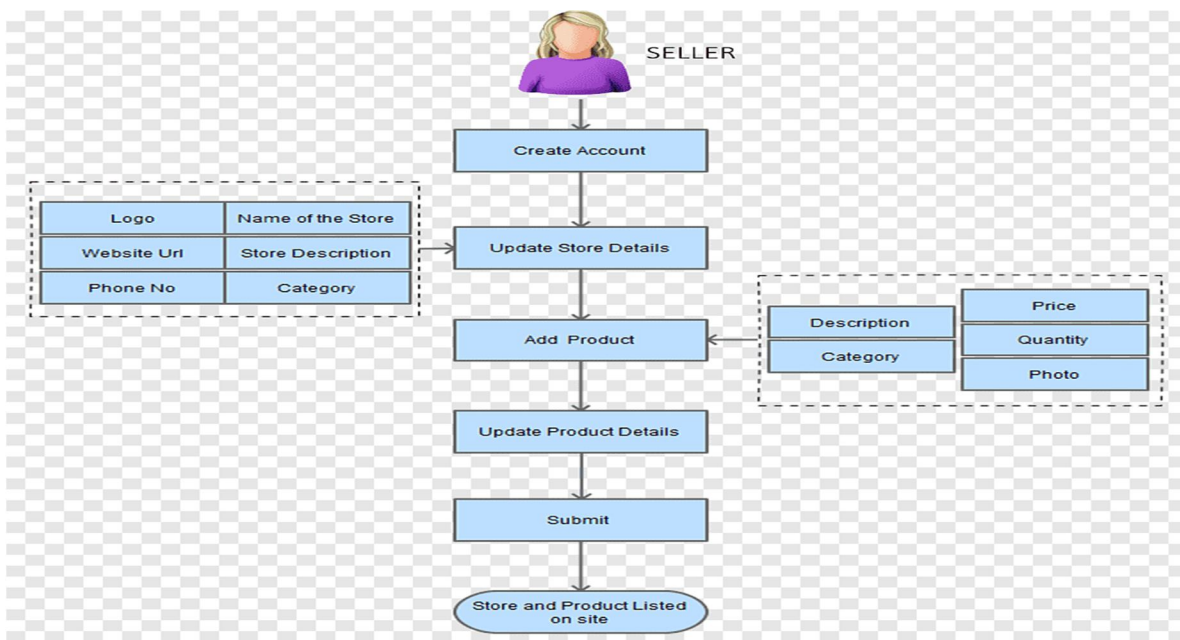 SELLER
Create Account
Logo
Name of the Store
Website Url
Store Description
Phone No
Category
Update Store Details
Description
Category
Price
Quantity
Photo
Add Product
Update Product Details
Submit
Store and Product Listed
on site